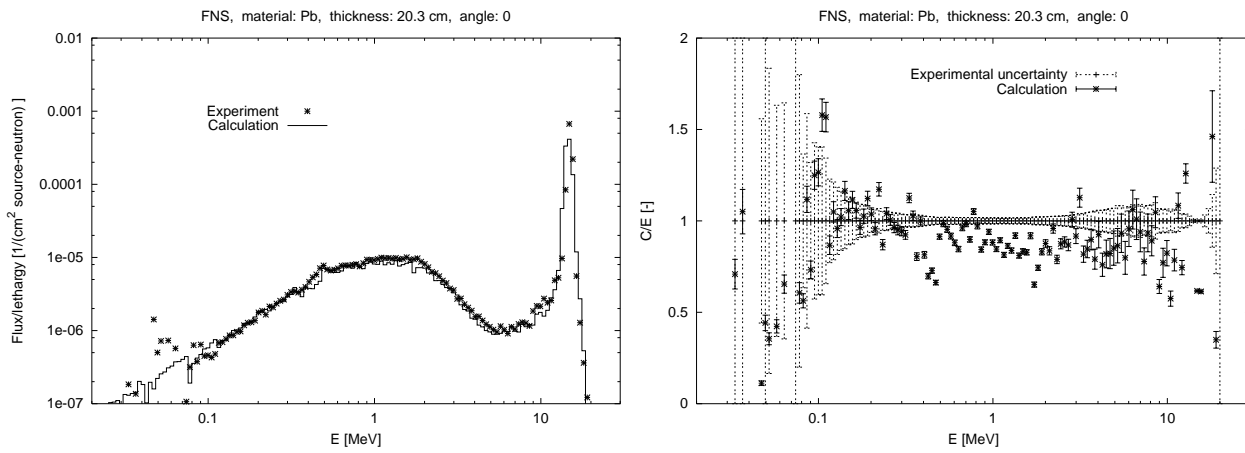 FNS, material: Pb, thickness: 20.3 cm, angle: 0
Flux/lethargy [1/(cm² source-neutron) ]
0.01
0.001
0.0001
1e-05
1e-06
1e-07
Experiment
Calculation
0.1 1 10
E [MeV]
FNS, material: Pb, thickness: 20.3 cm, angle: 0
C/E [-]
2
1.5
1
0.5
0
Experimental uncertainty
Calculation
0.1 1 10
E [MeV]